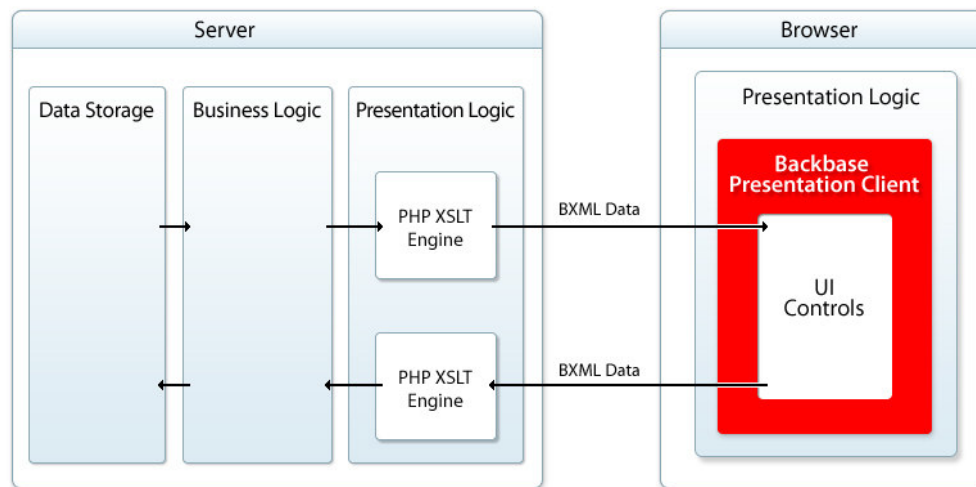 Server
Browser
Data Storage
Business Logic
Presentation Logic
Presentation Logic
Backbase
Presentation Client
PHP XSLT
Engine
BXML Data
UI
Controls
PHP XSLT
Engine
BXML Data